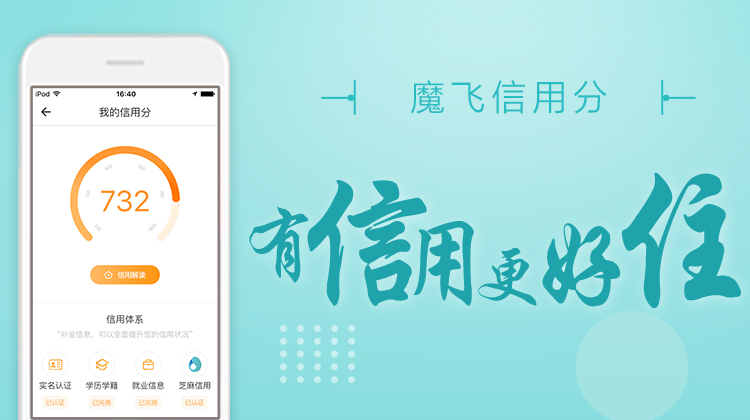 iPod 16:40
我的信用分
732
信用解读
信用体系
“补全信息，可以全面提升您的信用状况”
实名认证 学历学籍 就业信息 芝麻信用
已认证 已完善 已完善 已认证
魔飞信用分
有信用更好住